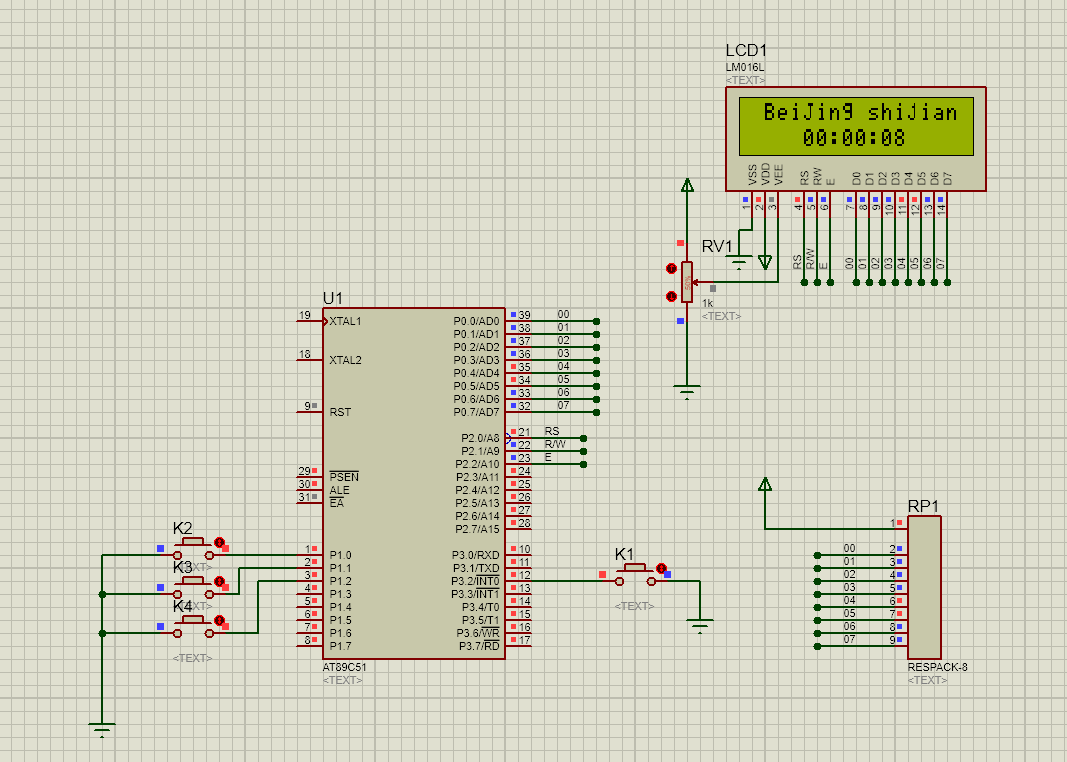 LCD1
LM016L
<TEXT>
BeiJing shiJian
00:00:08
VSS VDD VEE RS RW E D0 D1 D2 D3 D4 D5 D6 D7
1 2 3 4 5 6 7 8 9 10 11 12 13 14
RS R/W E 00 01 02 03 04 05 06 07
RV1
1k
<TEXT>
U1
19 XTAL1 P0.0/AD0 39 00
P0.1/AD1 38 01
P0.2/AD2 37 02
18 XTAL2 P0.3/AD3 36 03
P0.4/AD4 35 04
P0.5/AD5 34 05
P0.6/AD6 33 06
9 RST P0.7/AD7 32 07
P2.0/A8 21 RS
P2.1/A9 22 R/W
P2.2/A10 23 E
29 PSEN P2.3/A11 24
30 ALE P2.4/A12 25
31 EA P2.5/A13 26
P2.6/A14 27
P2.7/A15 28
1 P1.0 P3.0/RXD 10
2 P1.1 P3.1/TXD 11
3 P1.2 P3.2/INT0 12
4 P1.3 P3.3/INT1 13
5 P1.4 P3.4/T0 14
6 P1.5 P3.5/T1 15
7 P1.6 P3.6/WR 16
8 P1.7 P3.7/RD 17
AT89C51
<TEXT>
K2
K3
K4
<TEXT>
K1
<TEXT>
RP1
1
00 2
01 3
02 4
03 5
04 6
05 7
06 8
07 9
RESPACK-8
<TEXT>